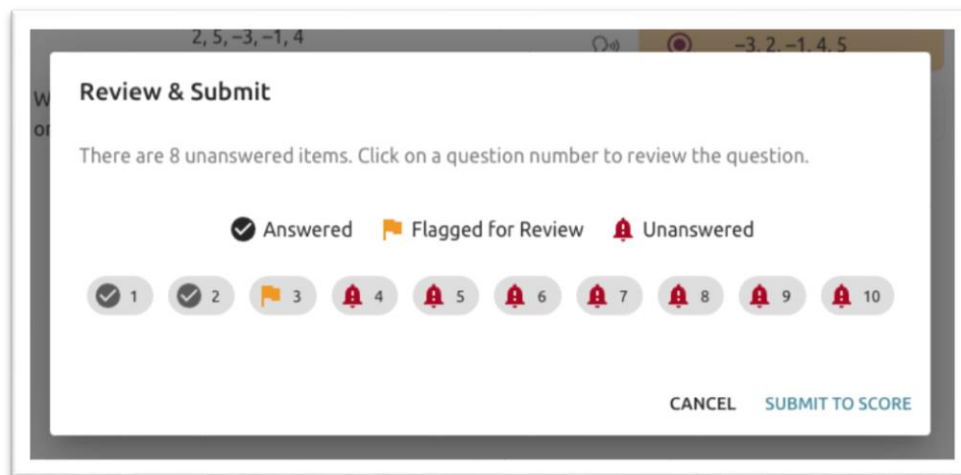 2, 5, –3, –1, 4
–3, 2, –1, 4, 5
W
or
Review & Submit
There are 8 unanswered items. Click on a question number to review the question.
Answered Flagged for Review Unanswered
1 2 3 4 5 6 7 8 9 10
CANCEL SUBMIT TO SCORE